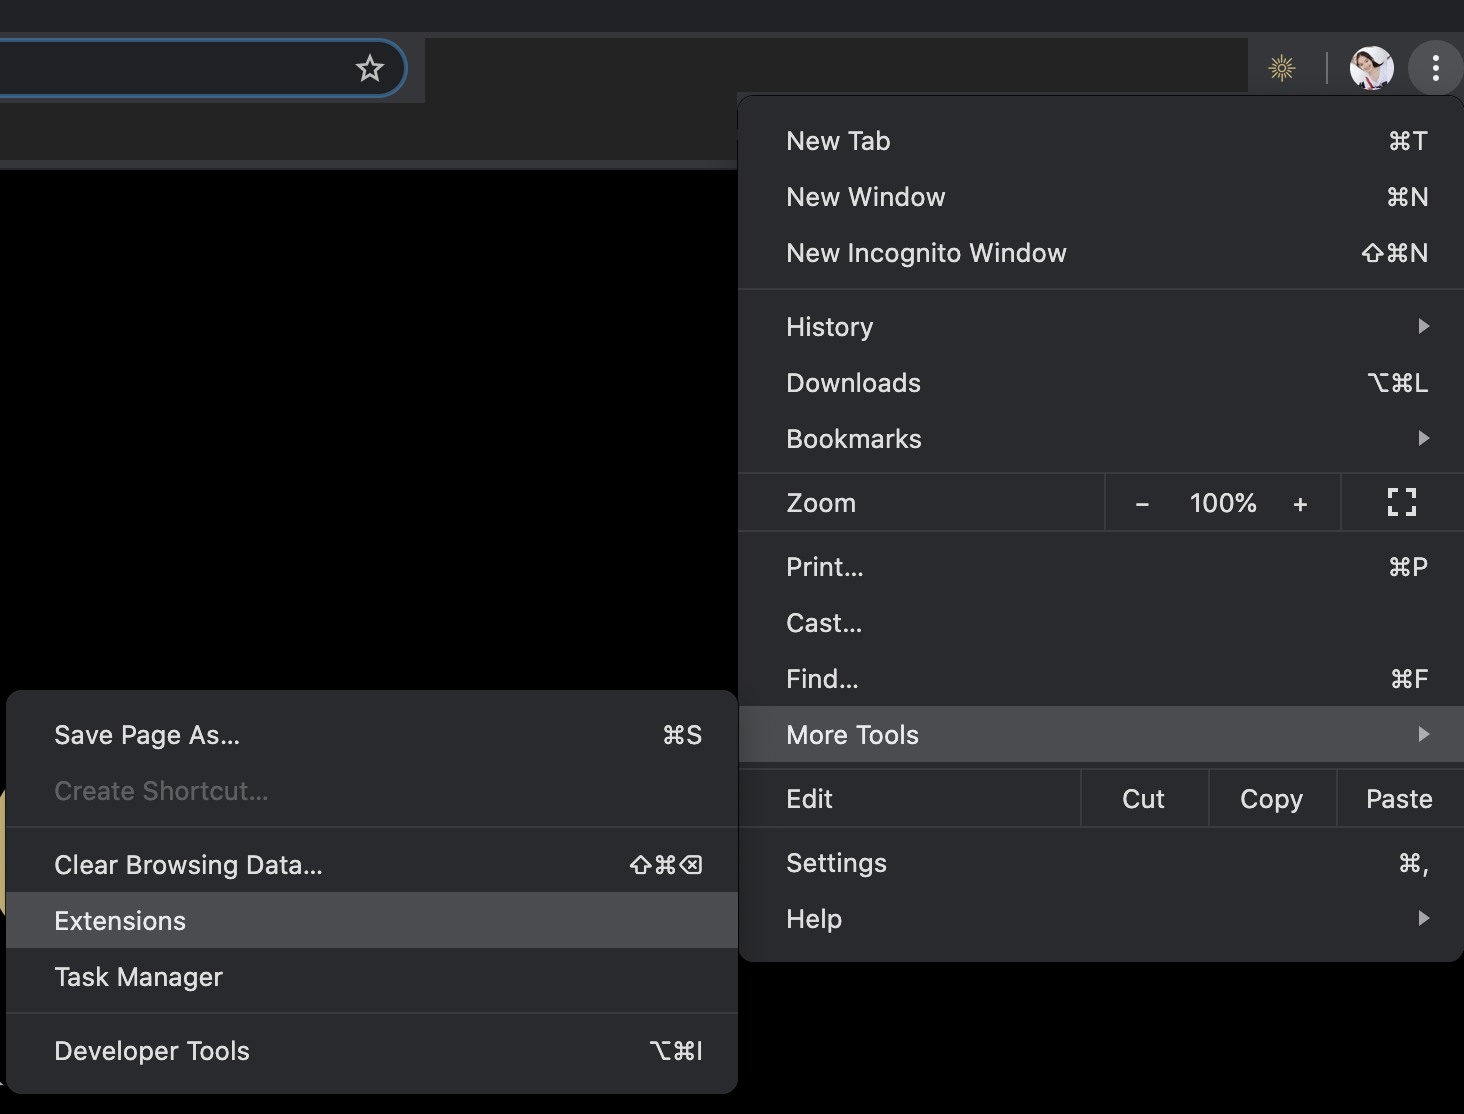 New Tab ⌘T
New Window ⌘N
New Incognito Window ⇧⌘N
History
Downloads ⌥⌘L
Bookmarks
Zoom – 100% +
Print... ⌘P
Cast...
Find... ⌘F
More Tools
Edit Cut Copy Paste
Settings ⌘,
Help
Save Page As... ⌘S
Create Shortcut...
Clear Browsing Data... ⇧⌘⌫
Extensions
Task Manager
Developer Tools ⌥⌘I